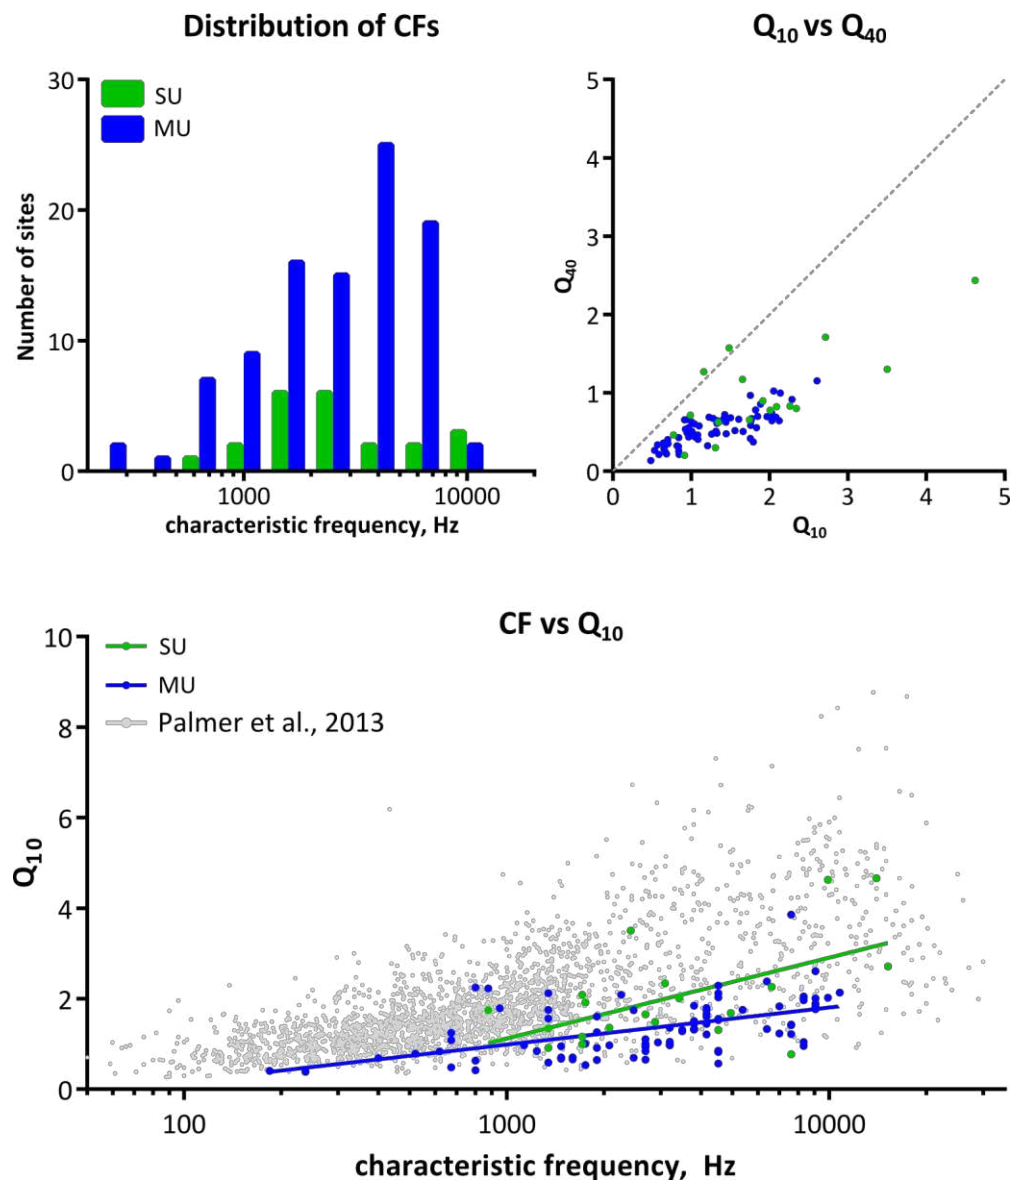 Distribution of CFs
SU
MU
30
20
10
0
Number of sites
1000
10000
characteristic frequency, Hz
Q10 vs Q40
5
4
3
2
1
0
Q40
0
1
2
3
4
5
Q10
CF vs Q10
SU
MU
Palmer et al., 2013
10
8
6
4
2
0
Q10
100
1000
10000
characteristic frequency, Hz